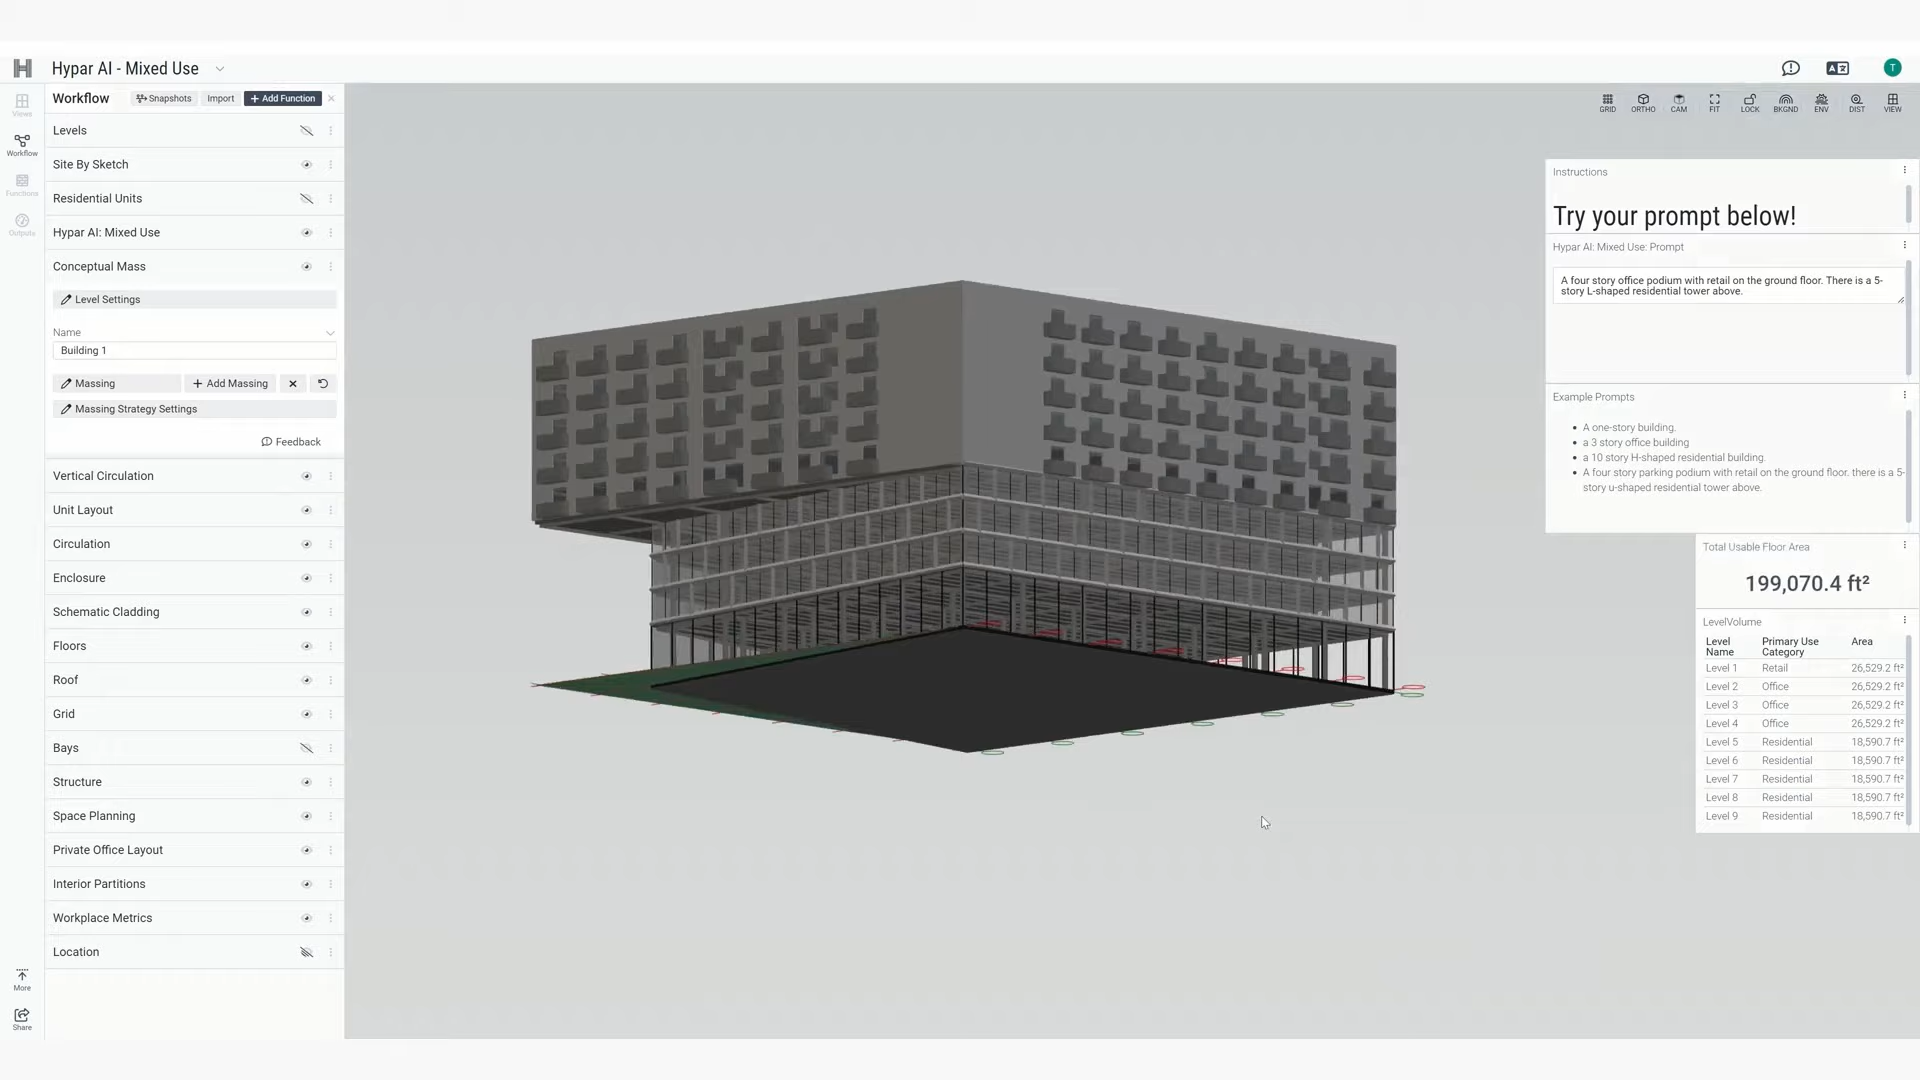 Hypar AI - Mixed Use
T
Views
Workflow
Functions
Outputs
More
Share
Workflow
Snapshots
Import
+ Add Function
Levels
Site By Sketch
Residential Units
Hypar AI: Mixed Use
Conceptual Mass
Level Settings
Name
Building 1
Massing
+ Add Massing
Massing Strategy Settings
Feedback
Vertical Circulation
Unit Layout
Circulation
Enclosure
Schematic Cladding
Floors
Roof
Grid
Bays
Structure
Space Planning
Private Office Layout
Interior Partitions
Workplace Metrics
Location
GRID
ORTHO
CAM
FIT
LOCK
BKGND
ENV
DIST
VIEW
Instructions
Try your prompt below!
Hypar AI: Mixed Use: Prompt
A four story office podium with retail on the ground floor. There is a 5-
story L-shaped residential tower above.
Example Prompts
• A one-story building.
• a 3 story office building
• a 10 story H-shaped residential building.
• A four story parking podium with retail on the ground floor. there is a 5-
story u-shaped residential tower above.
Total Usable Floor Area
199,070.4 ft²
LevelVolume
Level Name Primary Use Category Area
Level 1 Retail 26,529.2 ft²
Level 2 Office 26,529.2 ft²
Level 3 Office 26,529.2 ft²
Level 4 Office 26,529.2 ft²
Level 5 Residential 18,590.7 ft²
Level 6 Residential 18,590.7 ft²
Level 7 Residential 18,590.7 ft²
Level 8 Residential 18,590.7 ft²
Level 9 Residential 18,590.7 ft²